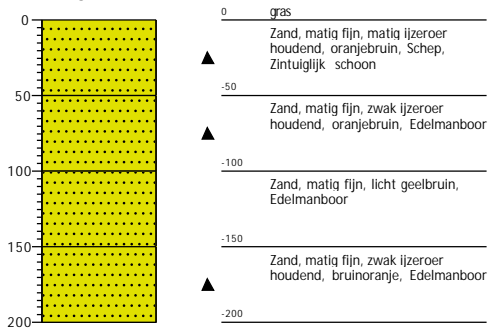 0
50
100
150
200
0
gras
Zand, matig fijn, matig ijzeroer
houdend, oranjebruin, Schep,
Zintuiglijk schoon
-50
Zand, matig fijn, zwak ijzeroer
houdend, oranjebruin, Edelmanboor
-100
Zand, matig fijn, licht geelbruin,
Edelmanboor
-150
Zand, matig fijn, zwak ijzeroer
houdend, bruinoranje, Edelmanboor
-200